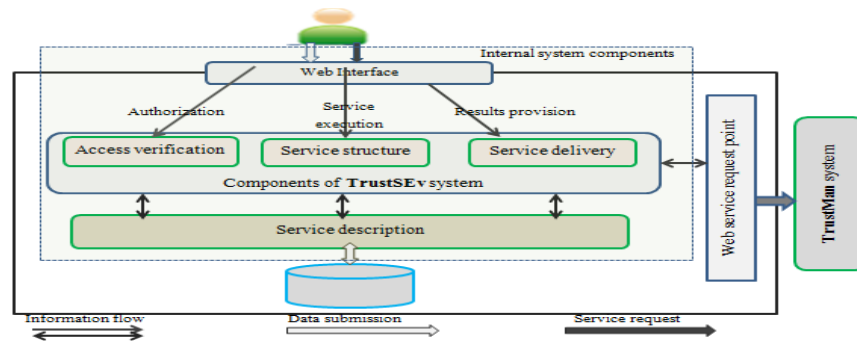 Internal system components
Web Interface
Authorization
Service
execution
Results provision
Access verification
Service structure
Service delivery
Components of TrustSEv system
Service description
Web service request point
TrustMan system
Information flow
Data submission
Service request